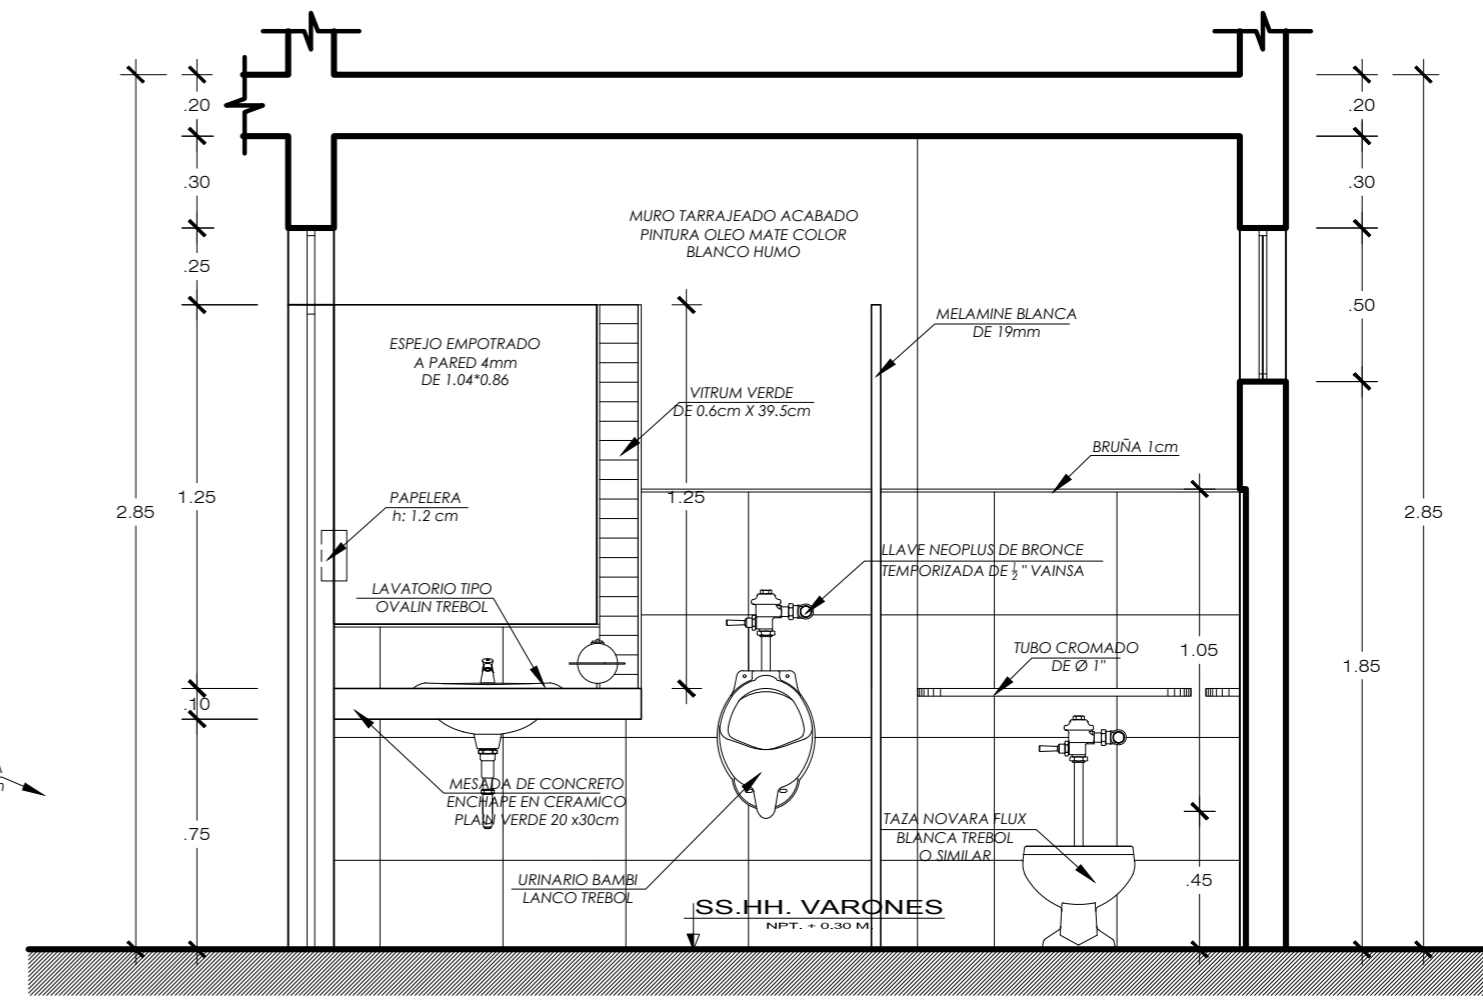 .20
.20
.30
.30
MURO TARRAJEADO ACABADO
PINTURA OLEO MATE COLOR
BLANCO HUMO
.25
.50
MELAMINE BLANCA
DE 19mm
ESPEJO EMPOTRADO
A PARED 4mm
DE 1.04*0.86
VITRUM VERDE
DE 0.6cm X 39.5cm
BRUÑA 1cm
2.85
1.25
PAPELERA
h: 1.2 cm
1.25
2.85
LLAVE NEOPLUS DE BRONCE
TEMPORIZADA DE ½" VAINSA
LAVATORIO TIPO
OVALIN TREBOL
TUBO CROMADO
DE Ø 1"
1.05
1.85
.10
MESADA DE CONCRETO
ENCHAPE EN CERAMICO
PLAIN VERDE 20 x30cm
.75
TAZA NOVARA FLUX
BLANCA TREBOL
O SIMILAR
.45
URINARIO BAMBI
LANCO TREBOL
SS.HH. VARONES
NPT. + 0.30 M.